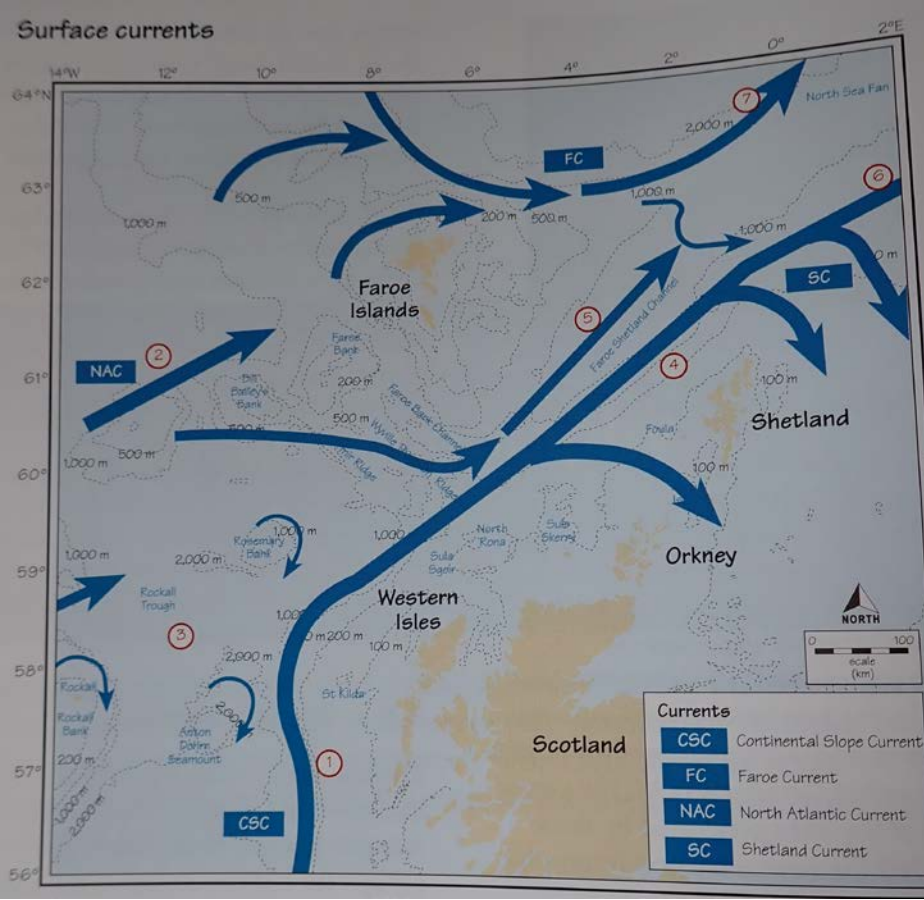 Surface currents
14°W
12°
10°
8°
6°
4°
2°
0°
2°E
64°N
63°
62°
61°
60°
59°
58°
57°
56°
7
North Sea Fan
2,000 m
FC
6
500 m
1,000 m
200 m
500 m
1,000 m
1,000 m
0 m
SC
Faroe
Islands
5
Faroe Shetland Channel
4
NAC
2
Faroe
Bank
200 m
Bill
Bailey's
Bank
500 m
Faroe Bank Channel
100 m
Shetland
Foula
1,000 m
500 m
Ridge
Ridge
100 m
1,000 m
Rosemary
Bank
2,000 m
1,000
North
Rona
Sule
Skerry
Sula
Sgeir
Orkney
1,000 m
Rockall
Trough
Western
Isles
NORTH
3
200 m
100 m
0
100
scale
(km)
2,000 m
Rockall
St Kilda
Rockall
Bank
Anton
Dohrn
Seamount
200 m
1,000 m
2,000 m
1
Scotland
CSC
Currents
CSC Continental Slope Current
FC Faroe Current
NAC North Atlantic Current
SC Shetland Current